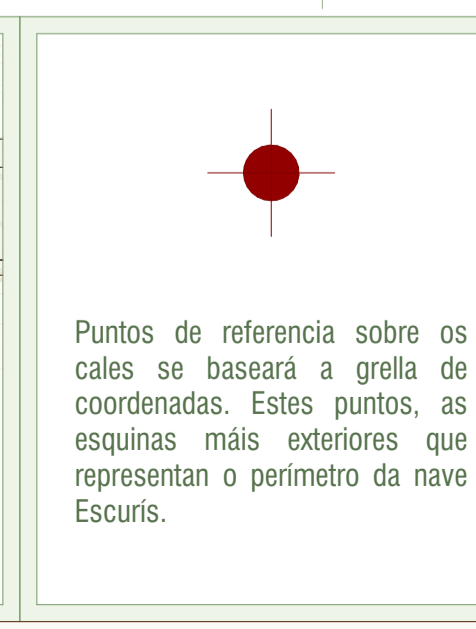 Puntos de referencia sobre os
cales se baseará a grella de
coordenadas. Estes puntos, as
esquinas máis exteriores que
representan o perímetro da nave
Escurís.